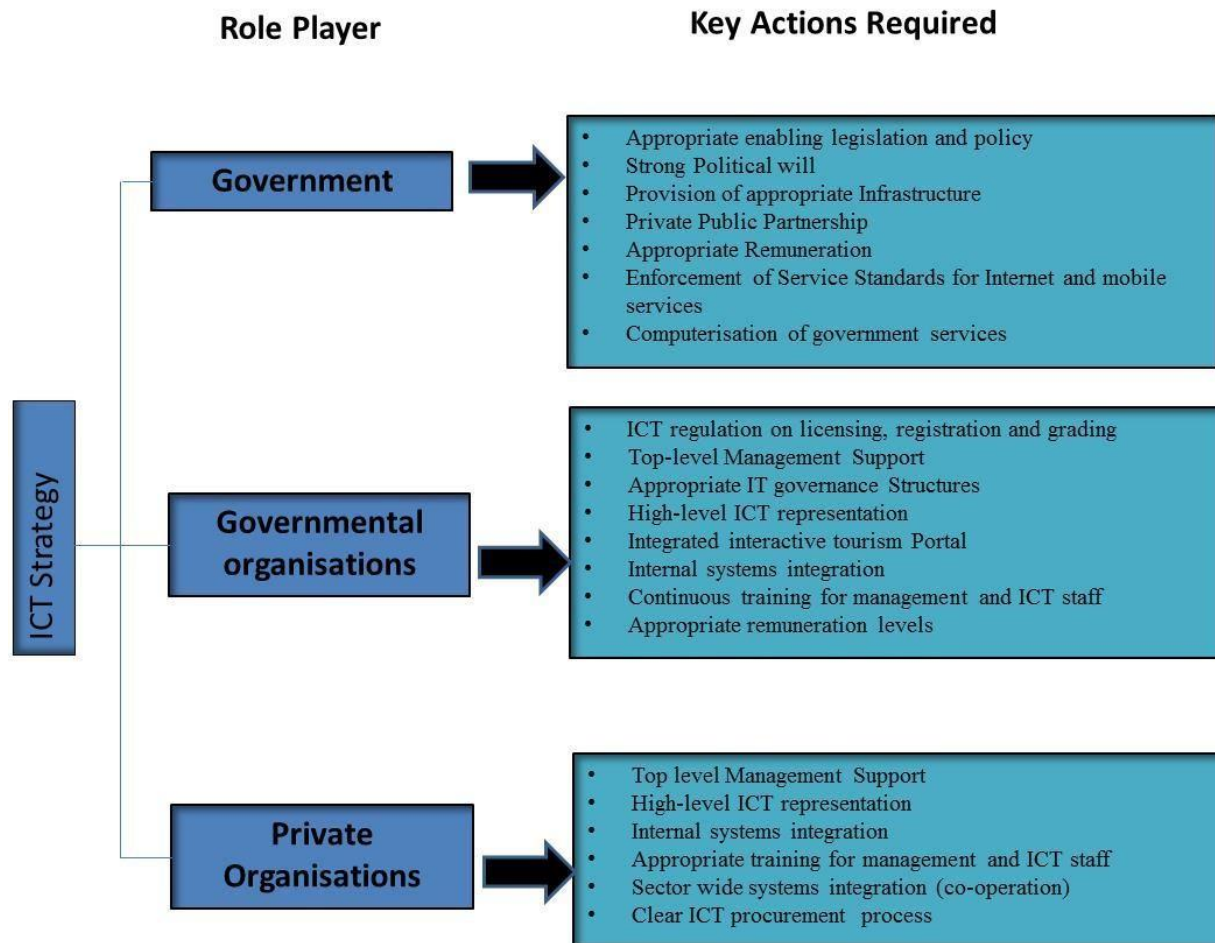 Role Player
Key Actions Required
Government
• Appropriate enabling legislation and policy
• Strong Political will
• Provision of appropriate Infrastructure
• Private Public Partnership
• Appropriate Remuneration
• Enforcement of Service Standards for Internet and mobile
services
• Computerisation of government services
ICT Strategy
Governmental
organisations
• ICT regulation on licensing, registration and grading
• Top-level Management Support
• Appropriate IT governance Structures
• High-level ICT representation
• Integrated interactive tourism Portal
• Internal systems integration
• Continuous training for management and ICT staff
• Appropriate remuneration levels
Private
Organisations
• Top level Management Support
• High-level ICT representation
• Internal systems integration
• Appropriate training for management and ICT staff
• Sector wide systems integration (co-operation)
• Clear ICT procurement process